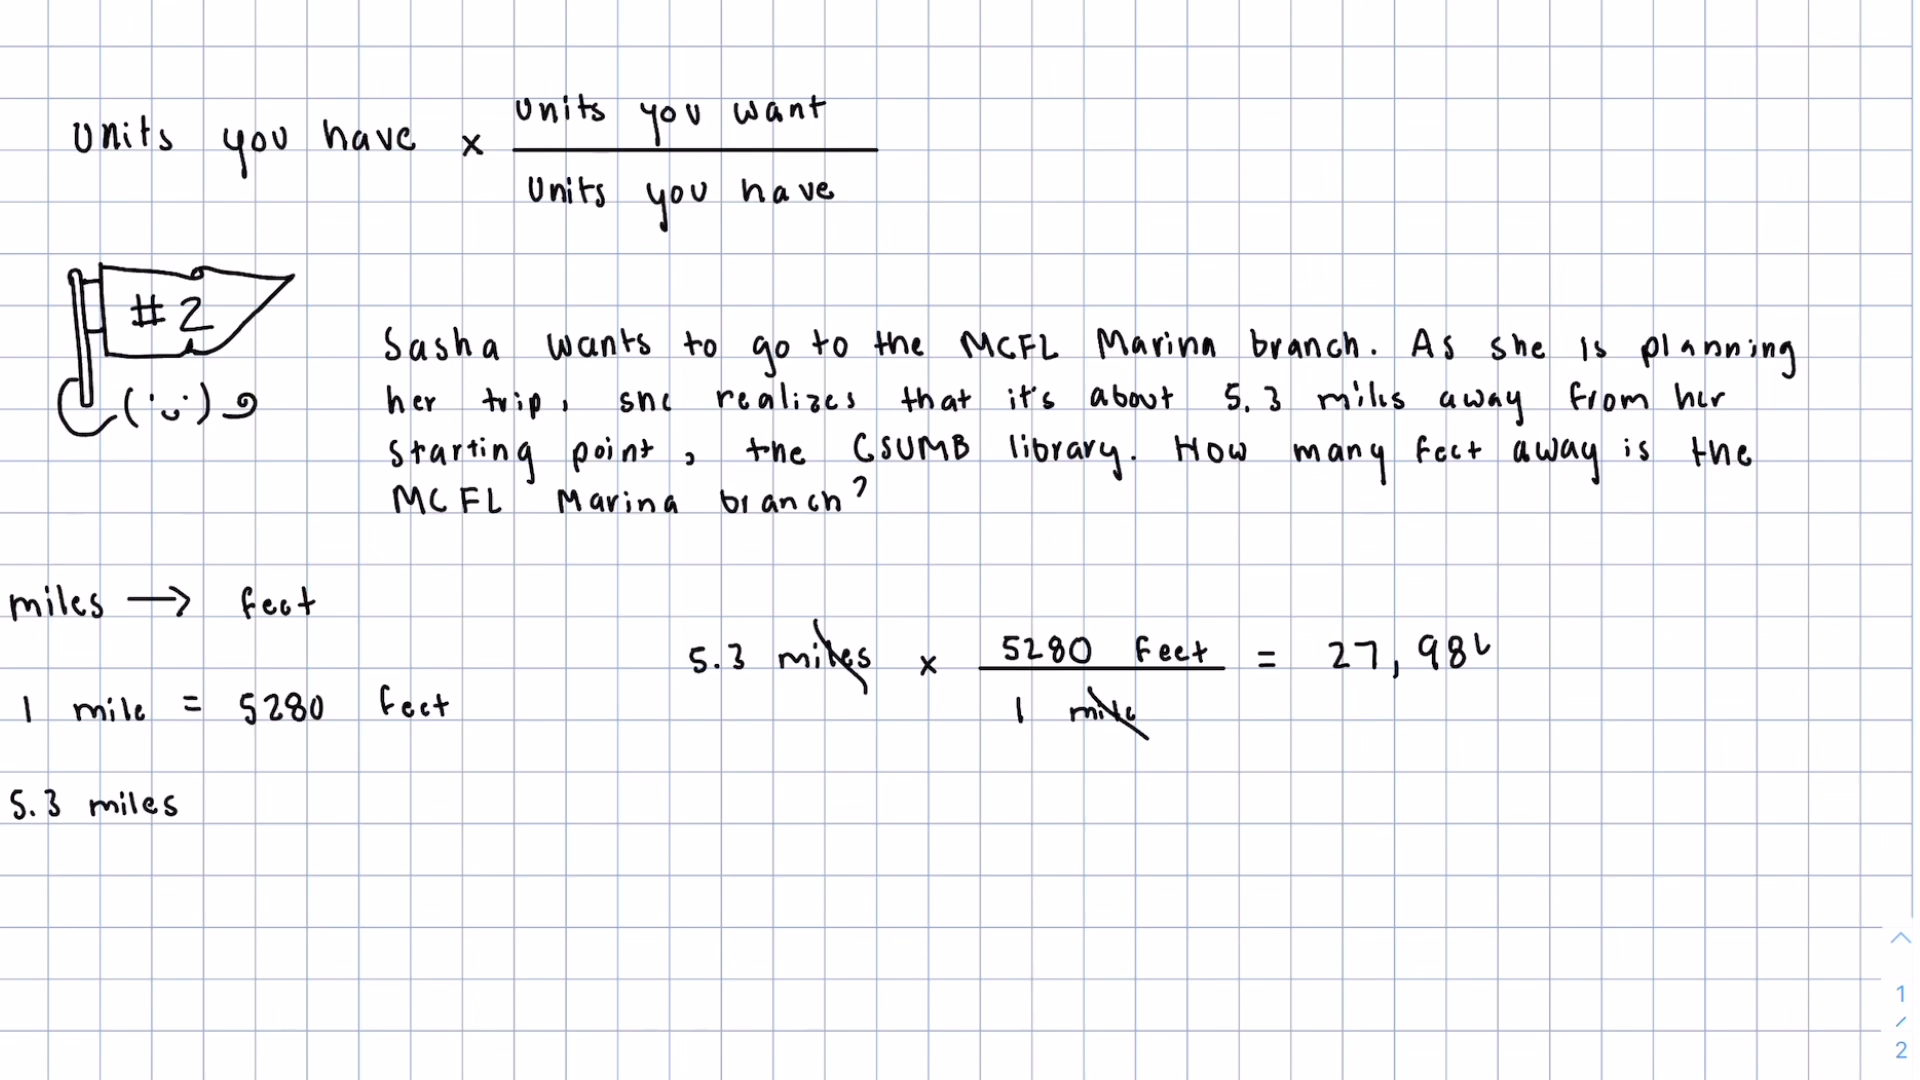 units you have × units you want
units you have
#2
Sasha wants to go to the MCFL Marina branch. As she is planning
her trip, she realizes that it's about 5.3 miles away from her
starting point, the CSUMB library. How many feet away is the
MCFL Marina branch?
miles → feet
5.3 miles × 5280 feet = 27,98
1 mile
1 mile = 5280 feet
5.3 miles
1
/
2